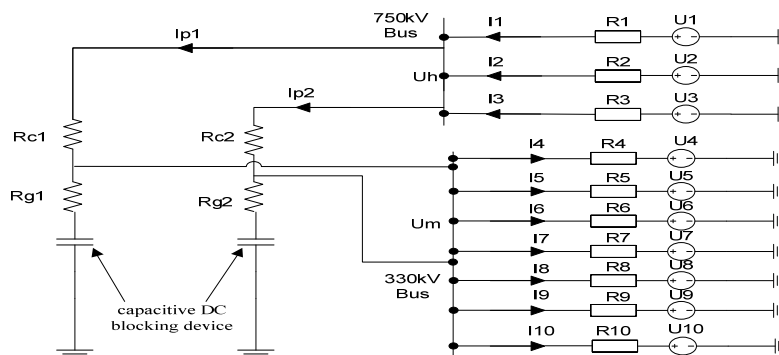 750kV
Bus
Ip1
I1
R1
U1
I2
R2
U2
Uh
Ip2
I3
R3
U3
Rc1
Rc2
I4
R4
U4
I5
R5
U5
Rg1
Rg2
I6
R6
U6
Um
I7
R7
U7
I8
R8
U8
330kV
Bus
I9
R9
U9
capacitive DC
blocking device
I10
R10
U10